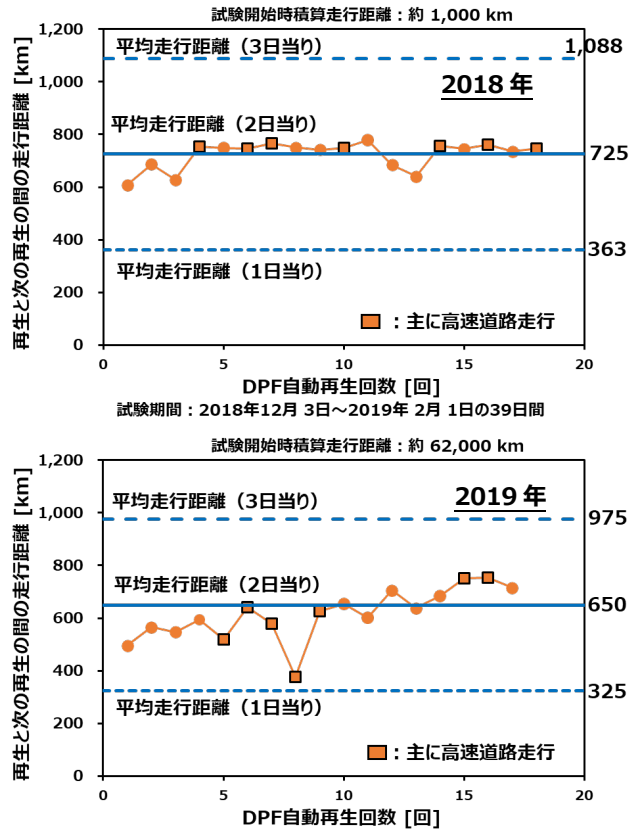 試験開始時積算走行距離：約 1,000 km
再生と次の再生の間の走行距離 [km]
1,200
1,000
800
600
400
200
0
平均走行距離（3日当り）
1,088
2018 年
平均走行距離（2日当り）
725
363
平均走行距離（1日当り）
：主に高速道路走行
0 5 10 15 20
DPF自動再生回数 [回]
試験期間：2018年12月 3日～2019年 2月 1日の39日間
試験開始時積算走行距離：約 62,000 km
再生と次の再生の間の走行距離 [km]
1,200
1,000
800
600
400
200
0
平均走行距離（3日当り）
2019 年
975
平均走行距離（2日当り）
650
325
平均走行距離（1日当り）
：主に高速道路走行
0 5 10 15 20
DPF自動再生回数 [回]